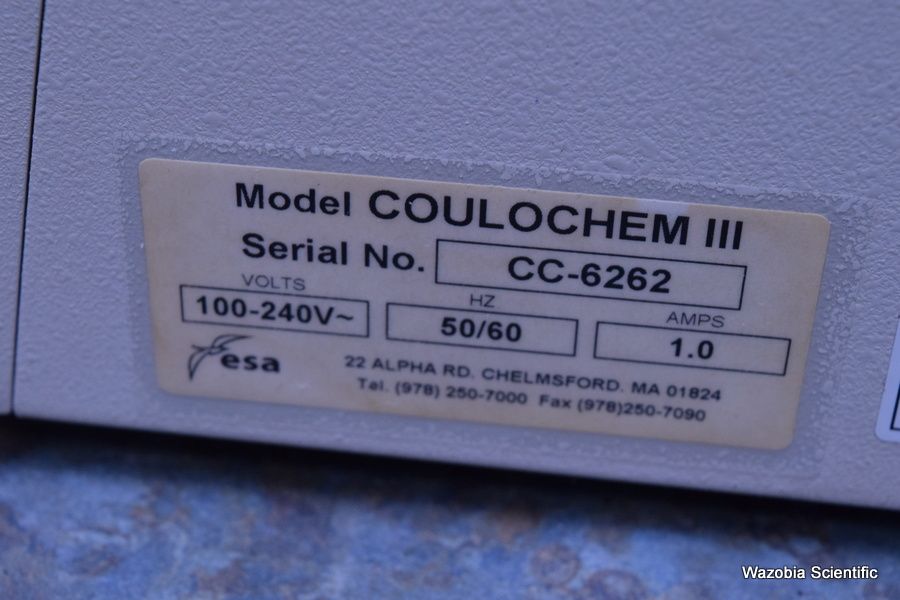 Model COULOCHEM III
Serial No. CC-6262
VOLTS HZ AMPS
100-240V~ 50/60 1.0
esa
22 ALPHA RD. CHELMSFORD. MA 01824
Tel. (978) 250-7000 Fax (978)250-7090
Wazobia Scientific